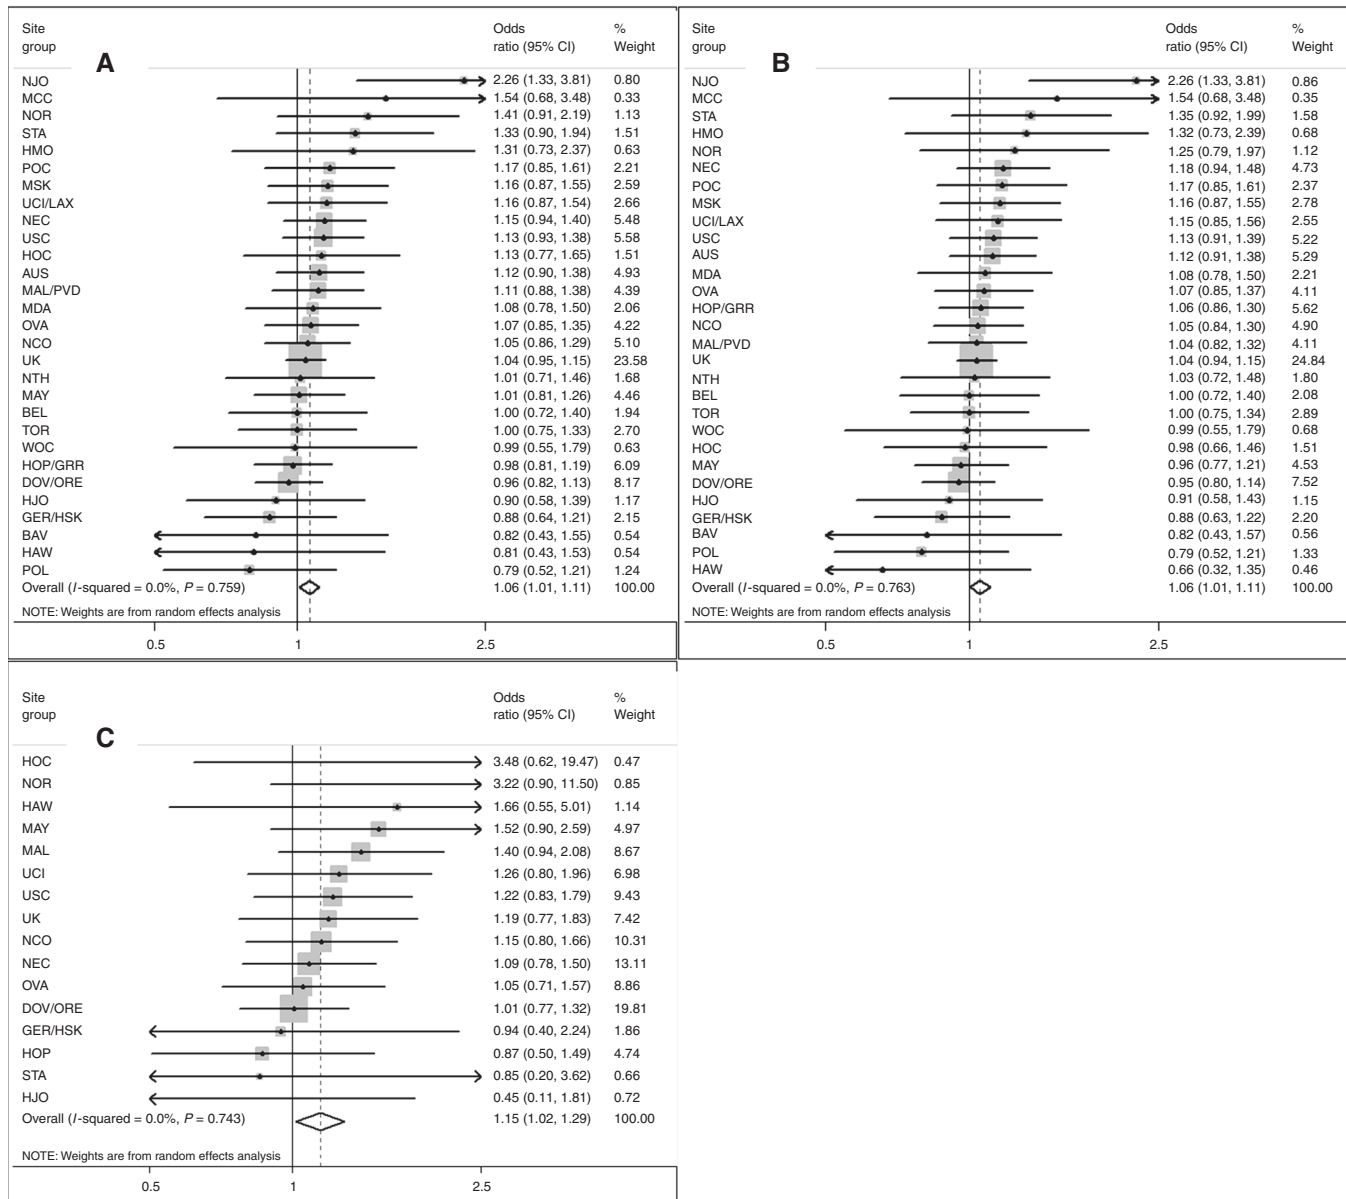 A
Site group Odds ratio (95% CI) % Weight
NJO 2.26 (1.33, 3.81) 0.80
MCC 1.54 (0.68, 3.48) 0.33
NOR 1.41 (0.91, 2.19) 1.13
STA 1.33 (0.90, 1.94) 1.51
HMO 1.31 (0.73, 2.37) 0.63
POC 1.17 (0.85, 1.61) 2.21
MSK 1.16 (0.87, 1.55) 2.59
UCI/LAX 1.16 (0.87, 1.54) 2.66
NEC 1.15 (0.94, 1.40) 5.48
USC 1.13 (0.93, 1.38) 5.58
HOC 1.13 (0.77, 1.65) 1.51
AUS 1.12 (0.90, 1.38) 4.93
MAL/PVD 1.11 (0.88, 1.38) 4.39
MDA 1.08 (0.78, 1.50) 2.06
OVA 1.07 (0.85, 1.35) 4.22
NCO 1.05 (0.86, 1.29) 5.10
UK 1.04 (0.95, 1.15) 23.58
NTH 1.01 (0.71, 1.46) 1.68
MAY 1.01 (0.81, 1.26) 4.46
BEL 1.00 (0.72, 1.40) 1.94
TOR 1.00 (0.75, 1.33) 2.70
WOC 0.99 (0.55, 1.79) 0.63
HOP/GRR 0.98 (0.81, 1.19) 6.09
DOV/ORE 0.96 (0.82, 1.13) 8.17
HJO 0.90 (0.58, 1.39) 1.17
GER/HSK 0.88 (0.64, 1.21) 2.15
BAV 0.82 (0.43, 1.55) 0.54
HAW 0.81 (0.43, 1.53) 0.54
POL 0.79 (0.52, 1.21) 1.24
Overall (I-squared = 0.0%, P = 0.759) 1.06 (1.01, 1.11) 100.00
NOTE: Weights are from random effects analysis
0.5 1 2.5
B
Site group Odds ratio (95% CI) % Weight
NJO 2.26 (1.33, 3.81) 0.86
MCC 1.54 (0.68, 3.48) 0.35
STA 1.35 (0.92, 1.99) 1.58
HMO 1.32 (0.73, 2.39) 0.68
NOR 1.25 (0.79, 1.97) 1.12
NEC 1.18 (0.94, 1.48) 4.73
POC 1.17 (0.85, 1.61) 2.37
MSK 1.16 (0.87, 1.55) 2.78
UCI/LAX 1.15 (0.85, 1.56) 2.55
USC 1.13 (0.91, 1.39) 5.22
AUS 1.12 (0.91, 1.38) 5.29
MDA 1.08 (0.78, 1.50) 2.21
OVA 1.07 (0.85, 1.37) 4.11
HOP/GRR 1.06 (0.86, 1.30) 5.62
NCO 1.05 (0.84, 1.30) 4.90
MAL/PVD 1.04 (0.82, 1.32) 4.11
UK 1.04 (0.94, 1.15) 24.84
NTH 1.03 (0.72, 1.48) 1.80
BEL 1.00 (0.72, 1.40) 2.08
TOR 1.00 (0.75, 1.34) 2.89
WOC 0.99 (0.55, 1.79) 0.68
HOC 0.98 (0.66, 1.46) 1.51
MAY 0.96 (0.77, 1.21) 4.53
DOV/ORE 0.95 (0.80, 1.14) 7.52
HJO 0.91 (0.58, 1.43) 1.15
GER/HSK 0.88 (0.63, 1.22) 2.20
BAV 0.82 (0.43, 1.57) 0.56
POL 0.79 (0.52, 1.21) 1.33
HAW 0.66 (0.32, 1.35) 0.46
Overall (I-squared = 0.0%, P = 0.763) 1.06 (1.01, 1.11) 100.00
NOTE: Weights are from random effects analysis
0.5 1 2.5
C
Site group Odds ratio (95% CI) % Weight
HOC 3.48 (0.62, 19.47) 0.47
NOR 3.22 (0.90, 11.50) 0.85
HAW 1.66 (0.55, 5.01) 1.14
MAY 1.52 (0.90, 2.59) 4.97
MAL 1.40 (0.94, 2.08) 8.67
UCI 1.26 (0.80, 1.96) 6.98
USC 1.22 (0.83, 1.79) 9.43
UK 1.19 (0.77, 1.83) 7.42
NCO 1.15 (0.80, 1.66) 10.31
NEC 1.09 (0.78, 1.50) 13.11
OVA 1.05 (0.71, 1.57) 8.86
DOV/ORE 1.01 (0.77, 1.32) 19.81
GER/HSK 0.94 (0.40, 2.24) 1.86
HOP 0.87 (0.50, 1.49) 4.74
STA 0.85 (0.20, 3.62) 0.66
HJO 0.45 (0.11, 1.81) 0.72
Overall (I-squared = 0.0%, P = 0.743) 1.15 (1.02, 1.29) 100.00
NOTE: Weights are from random effects analysis
0.5 1 2.5